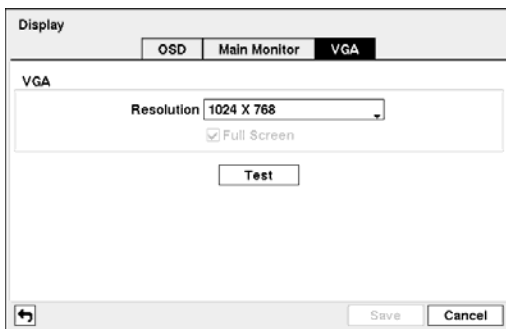 Display
OSD Main Monitor VGA
VGA
Resolution 1024 X 768
Full Screen
Test
Save Cancel